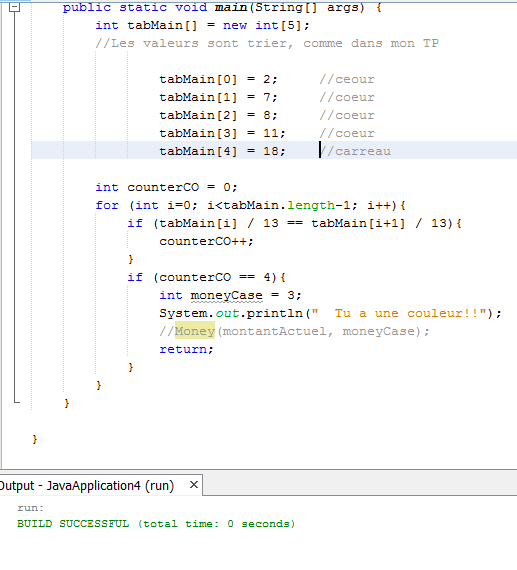 public static void main(String[] args) {
int tabMain[] = new int[5];
//Les valeurs sont trier, comme dans mon TP
tabMain[0] = 2; //ceour
tabMain[1] = 7; //coeur
tabMain[2] = 8; //coeur
tabMain[3] = 11; //coeur
tabMain[4] = 18; //carreau
int counterCO = 0;
for (int i=0; i<tabMain.length-1; i++){
if (tabMain[i] / 13 == tabMain[i+1] / 13){
counterCO++;
}
if (counterCO == 4){
int moneyCase = 3;
System.out.println("  Tu a une couleur!!");
//Money(montantActuel, moneyCase);
return;
}
}
}
}
Output - JavaApplication4 (run) ×
run:
BUILD SUCCESSFUL (total time: 0 seconds)